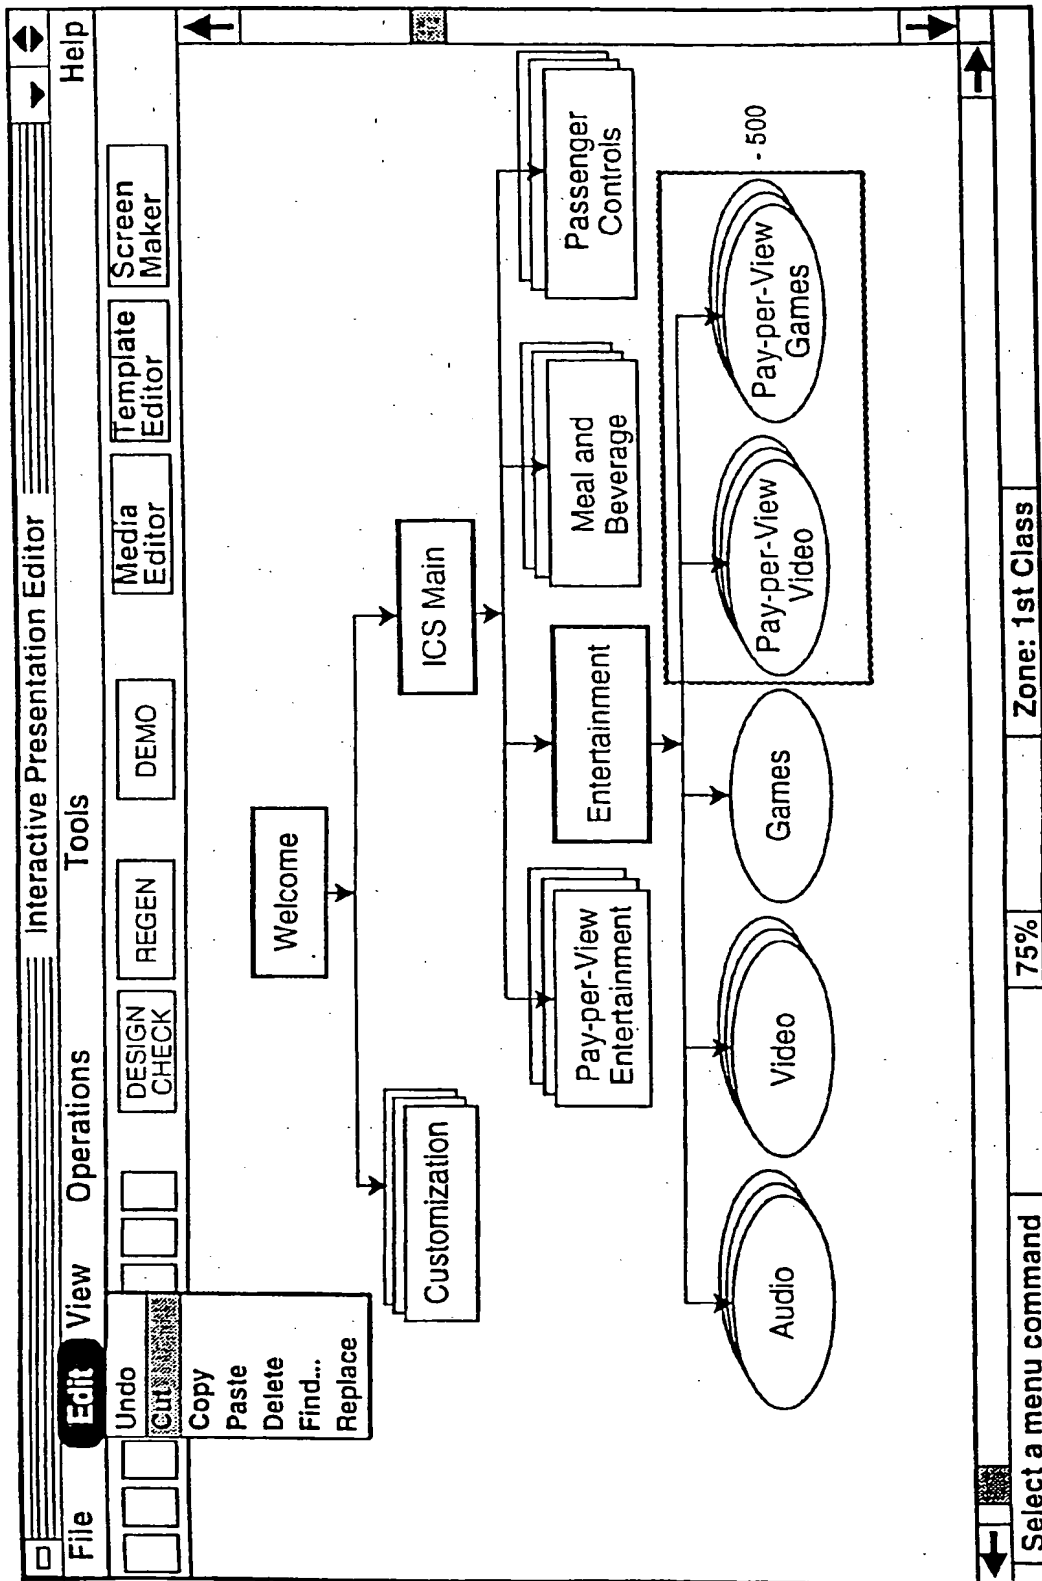 Interactive Presentation Editor
File Edit View Operations Tools Help
Undo
Cut
Copy
Paste
Delete
Find...
Replace
DESIGN
CHECK
REGEN
DEMO
Media
Editor
Template
Editor
Screen
Maker
Welcome
Customization
ICS Main
Pay-per-View
Entertainment
Entertainment
Meal and
Beverage
Passenger
Controls
Audio
Video
Games
Pay-per-View
Video
Pay-per-View
Games
- 500
Select a menu command
75%
Zone: 1st Class